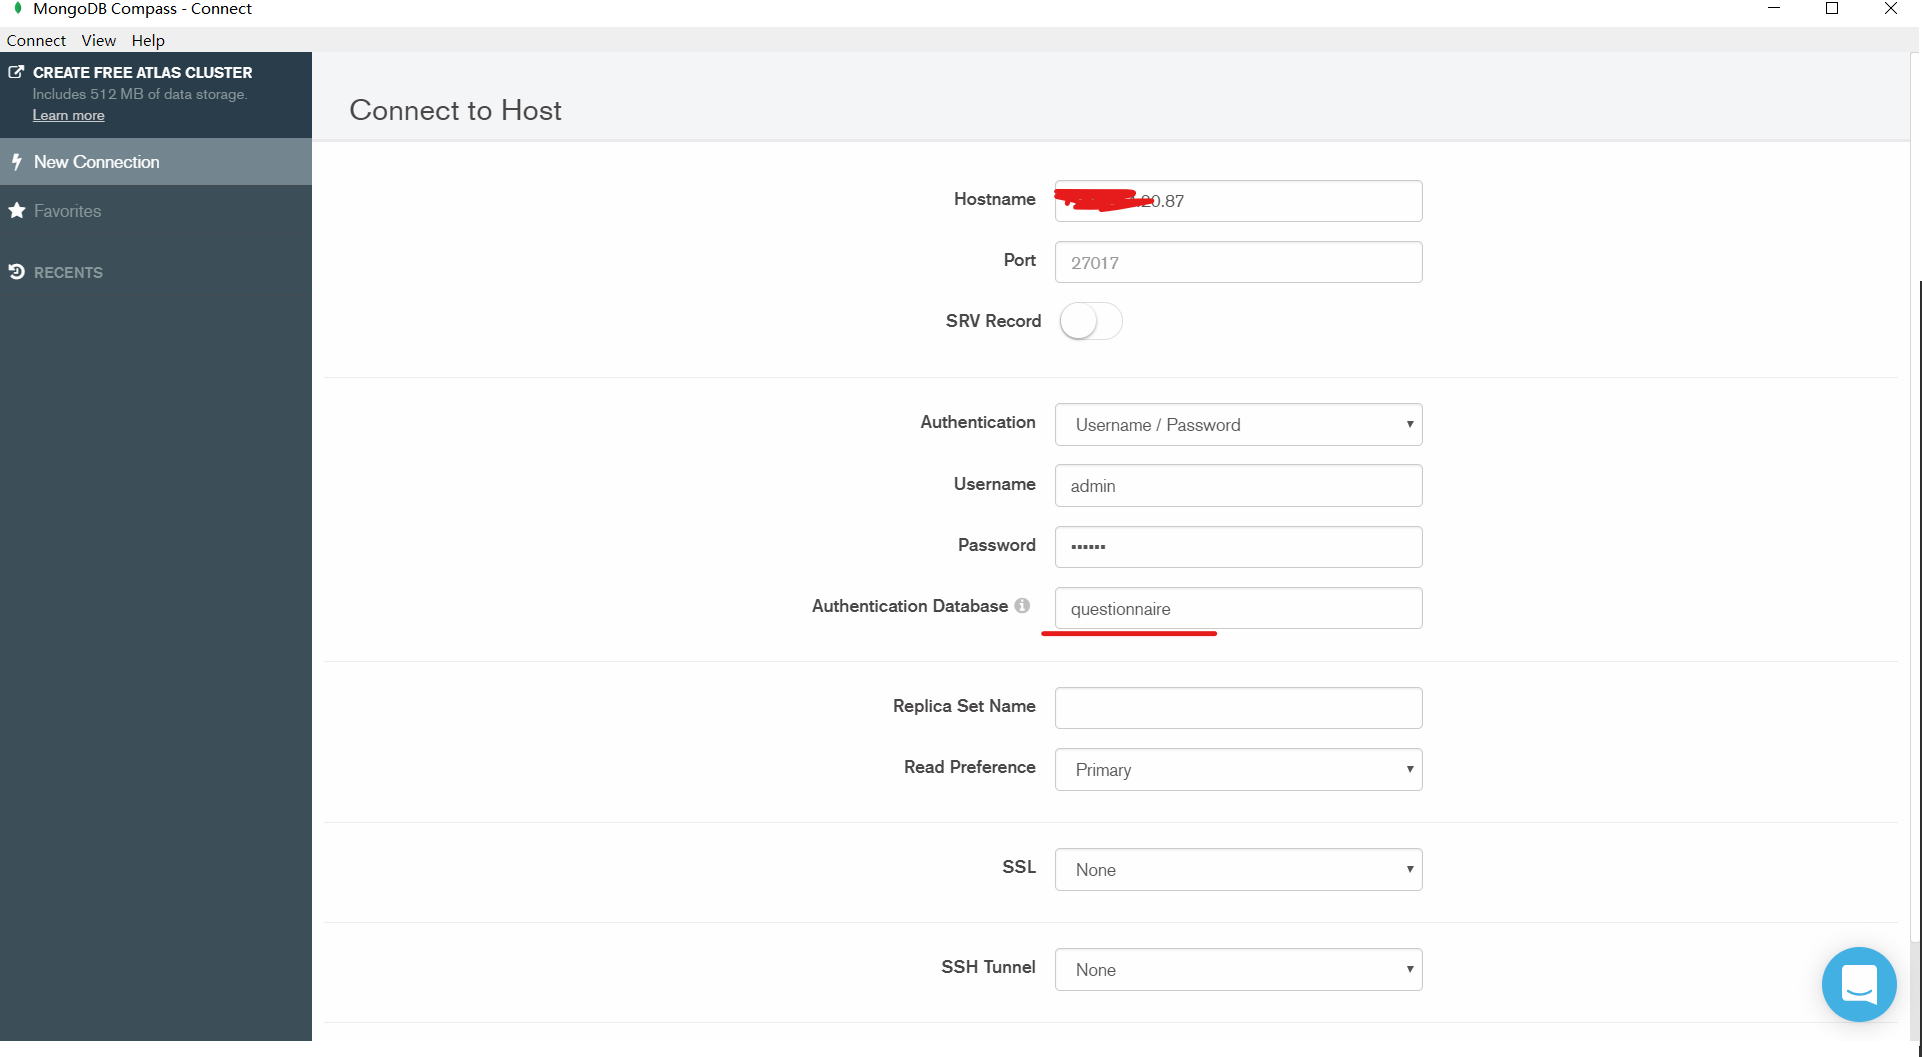 MongoDB Compass - Connect
Connect View Help
CREATE FREE ATLAS CLUSTER
Includes 512 MB of data storage.
Learn more
New Connection
Favorites
RECENTS
Connect to Host
Hostname .20.87
Port 27017
SRV Record
Authentication Username / Password
Username admin
Password ••••••
Authentication Database questionnaire
Replica Set Name
Read Preference Primary
SSL None
SSH Tunnel None